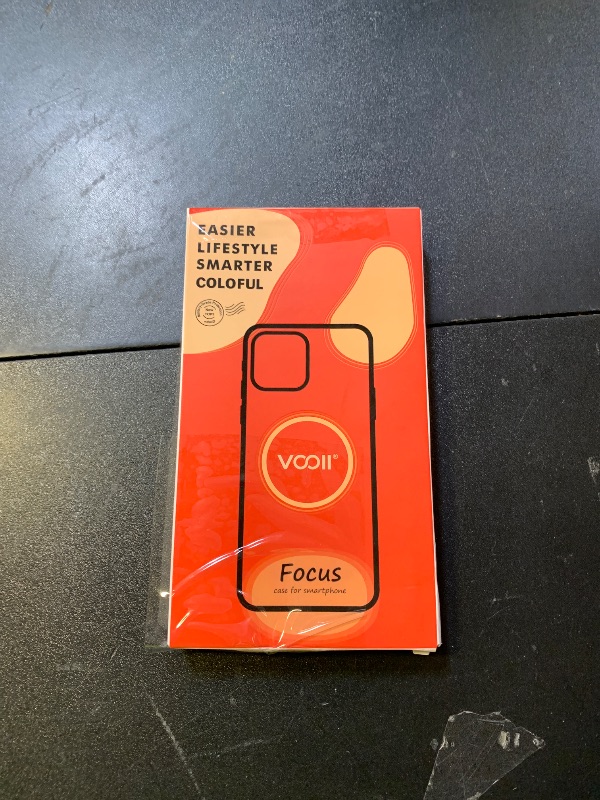 EASIER
LIFESTYLE
SMARTER
COLOFUL
VOOII®
Focus
case for smartphone